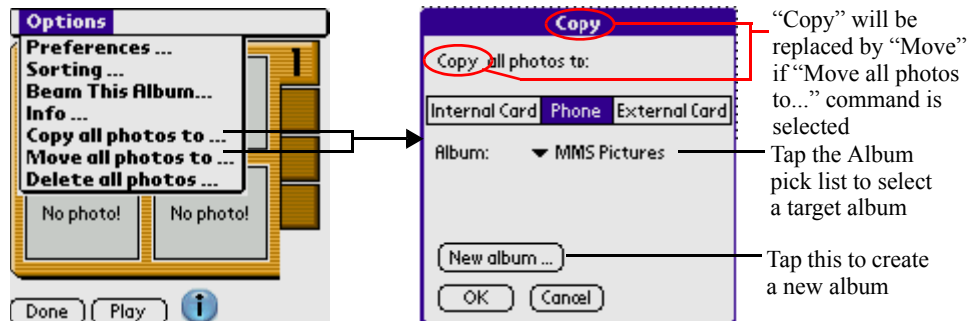 Options
Preferences ...
Sorting ...
Beam This Album...
Info ...
Copy all photos to ...
Move all photos to ...
Delete all photos ...
1
No photo!
No photo!
Done
Play
i
Copy
Copy all photos to:
Internal Card
Phone
External Card
Album:
MMS Pictures
New album ...
OK
Cancel
“Copy” will be
replaced by “Move”
if “Move all photos
to...” command is
selected
Tap the Album
pick list to select
a target album
Tap this to create
a new album